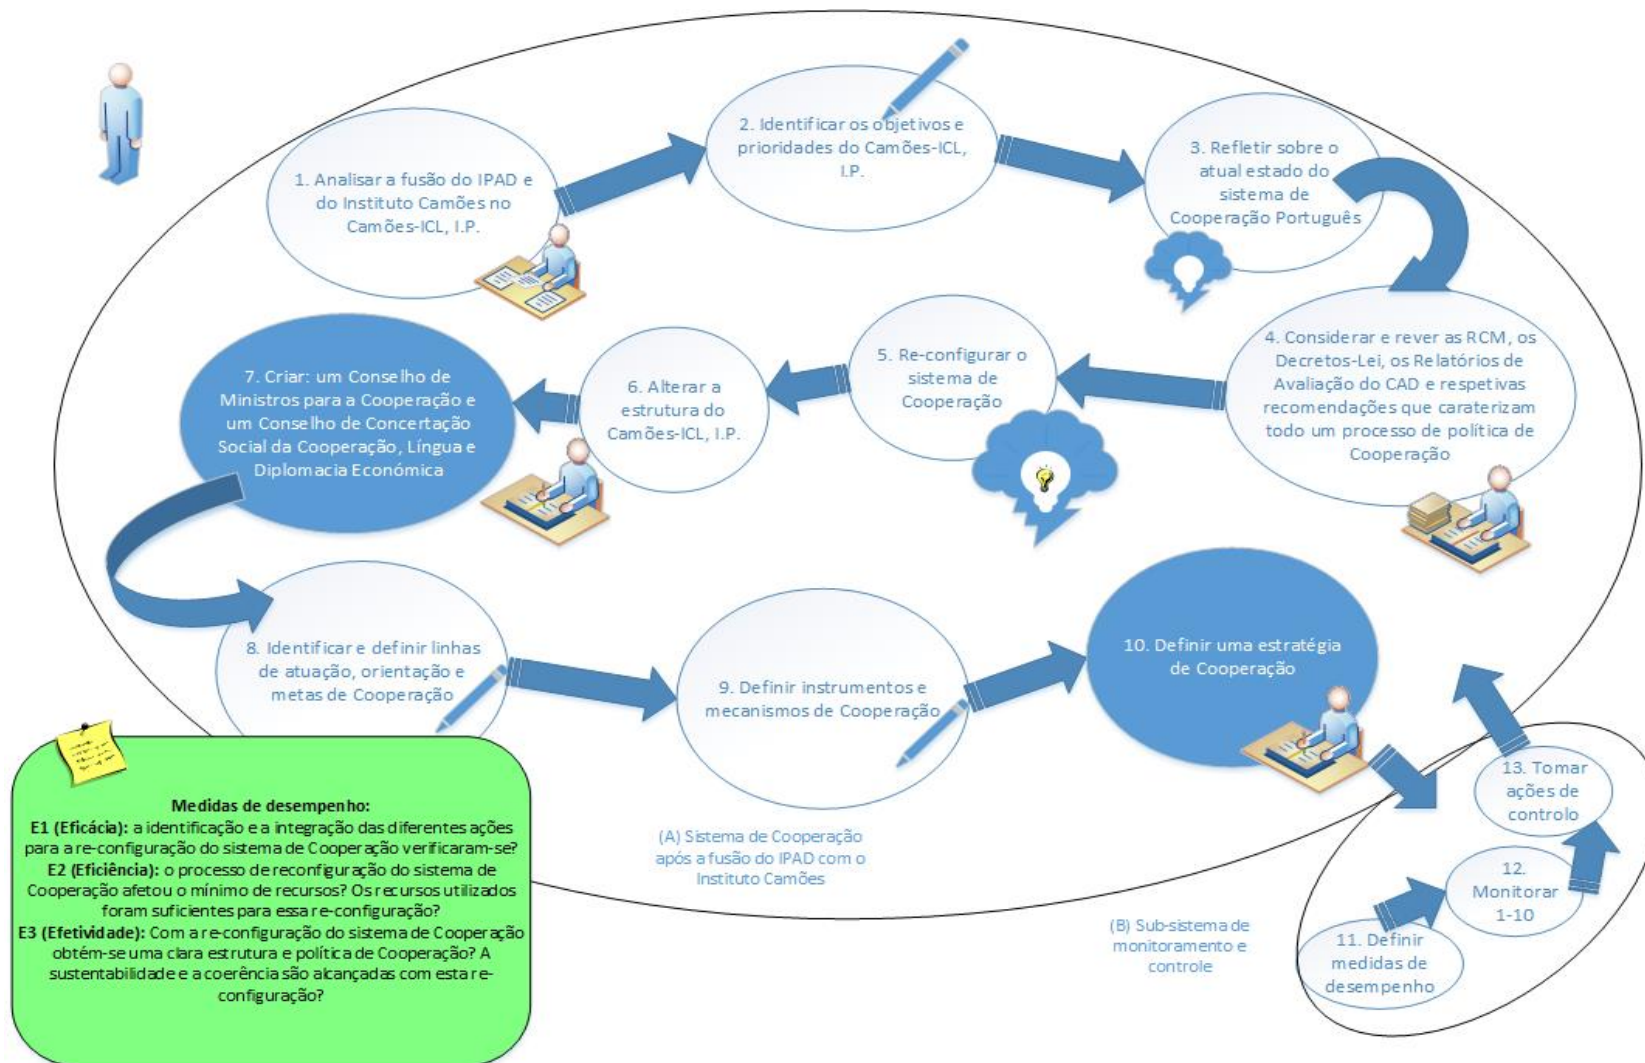 1. Analisar a fusão do IPAD e
do Instituto Camões no
Camões-ICL, I.P.
2. Identificar os objetivos e
prioridades do Camões-ICL,
I.P.
3. Refletir sobre o
atual estado do
sistema de
Cooperação Português
4. Considerar e rever as RCM, os
Decretos-Lei, os Relatórios de
Avaliação do CAD e respetivas
recomendações que caraterizam
todo um processo de política de
Cooperação
5. Re-configurar o
sistema de
Cooperação
6. Alterar a
estrutura do
Camões-ICL, I.P.
7. Criar: um Conselho de
Ministros para a Cooperação e
um Conselho de Concertação
Social da Cooperação, Língua e
Diplomacia Económica
8. Identificar e definir linhas
de atuação, orientação e
metas de Cooperação
9. Definir instrumentos e
mecanismos de Cooperação
10. Definir uma estratégia
de Cooperação
(A) Sistema de Cooperação
após a fusão do IPAD com o
Instituto Camões
(B) Sub-sistema de
monitoramento e
controle
11. Definir
medidas de
desempenho
12.
Monitorar
1-10
13. Tomar
ações de
controlo
Medidas de desempenho:
E1 (Eficácia): a identificação e a integração das diferentes ações
para a re-configuração do sistema de Cooperação verificaram-se?
E2 (Eficiência): o processo de reconfiguração do sistema de
Cooperação afetou o mínimo de recursos? Os recursos utilizados
foram suficientes para essa re-configuração?
E3 (Efetividade): Com a re-configuração do sistema de Cooperação
obtém-se uma clara estrutura e política de Cooperação? A
sustentabilidade e a coerência são alcançadas com esta re-
configuração?